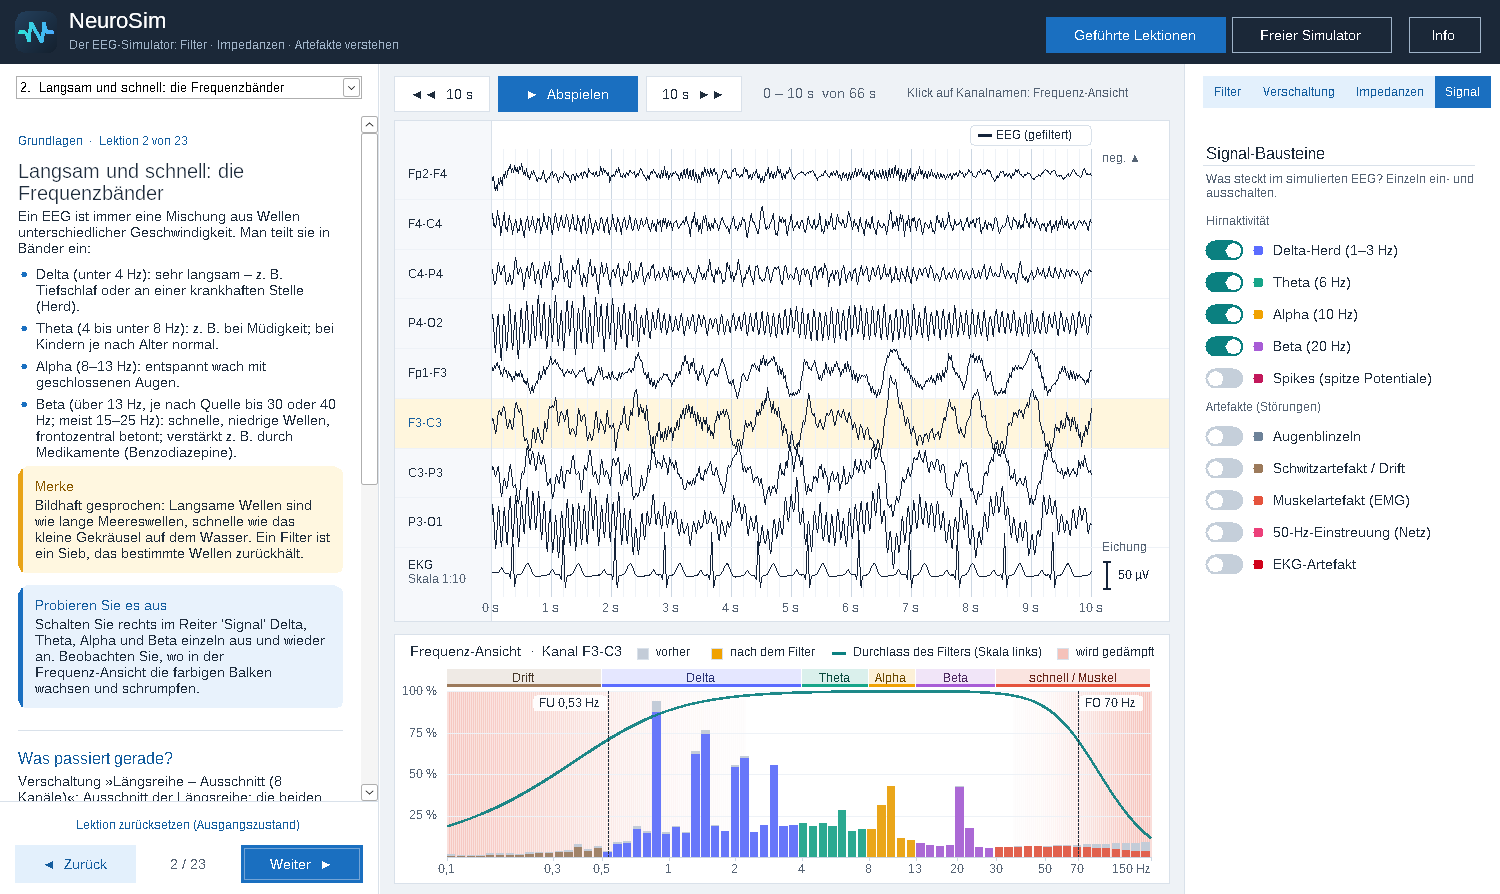 NeuroSim
Der EEG-Simulator: Filter · Impedanzen · Artefakte verstehen
Geführte Lektionen
Freier Simulator
Info
2. Langsam und schnell: die Frequenzbänder
Grundlagen · Lektion 2 von 23
Langsam und schnell: die
Frequenzbänder
Ein EEG ist immer eine Mischung aus Wellen
unterschiedlicher Geschwindigkeit. Man teilt sie in
Bänder ein:
• Delta (unter 4 Hz): sehr langsam – z. B.
Tiefschlaf oder an einer krankhaften Stelle
(Herd).
• Theta (4 bis unter 8 Hz): z. B. bei Müdigkeit; bei
Kindern je nach Alter normal.
• Alpha (8–13 Hz): entspannt wach mit
geschlossenen Augen.
• Beta (über 13 Hz, je nach Quelle bis 30 oder 40
Hz; meist 15–25 Hz): schnelle, niedrige Wellen,
frontozentral betont; verstärkt z. B. durch
Medikamente (Benzodiazepine).
Merke
Bildhaft gesprochen: Langsame Wellen sind
wie lange Meereswellen, schnelle wie das
kleine Gekräusel auf dem Wasser. Ein Filter ist
ein Sieb, das bestimmte Wellen zurückhält.
Probieren Sie es aus
Schalten Sie rechts im Reiter 'Signal' Delta,
Theta, Alpha und Beta einzeln aus und wieder
an. Beobachten Sie, wo in der
Frequenz-Ansicht die farbigen Balken
wachsen und schrumpfen.
Was passiert gerade?
Verschaltung »Längsreihe – Ausschnitt (8
Kanäle)«: Ausschnitt der Längsreihe: die beiden
Lektion zurücksetzen (Ausgangszustand)
◄ Zurück
2 / 23
Weiter ►
◄◄ 10 s
► Abspielen
10 s ►►
0 – 10 s von 66 s
Klick auf Kanalnamen: Frequenz-Ansicht
EEG (gefiltert)
neg. ▲
Fp2-F4
F4-C4
C4-P4
P4-O2
Fp1-F3
F3-C3
C3-P3
P3-O1
EKG
Skala 1:10
Eichung
50 µV
0 s 1 s 2 s 3 s 4 s 5 s 6 s 7 s 8 s 9 s 10 s
Frequenz-Ansicht · Kanal F3-C3
vorher
nach dem Filter
Durchlass des Filters (Skala links)
wird gedämpft
Drift Delta Theta Alpha Beta schnell / Muskel
100 %
75 %
50 %
25 %
FU 0,53 Hz
FO 70 Hz
0,1 0,3 0,5 1 2 4 8 13 20 30 50 70 150 Hz
Filter
Verschaltung
Impedanzen
Signal
Signal-Bausteine
Was steckt im simulierten EEG? Einzeln ein- und
ausschalten.
Hirnaktivität
Delta-Herd (1–3 Hz)
Theta (6 Hz)
Alpha (10 Hz)
Beta (20 Hz)
Spikes (spitze Potentiale)
Artefakte (Störungen)
Augenblinzeln
Schwitzartefakt / Drift
Muskelartefakt (EMG)
50-Hz-Einstreuung (Netz)
EKG-Artefakt